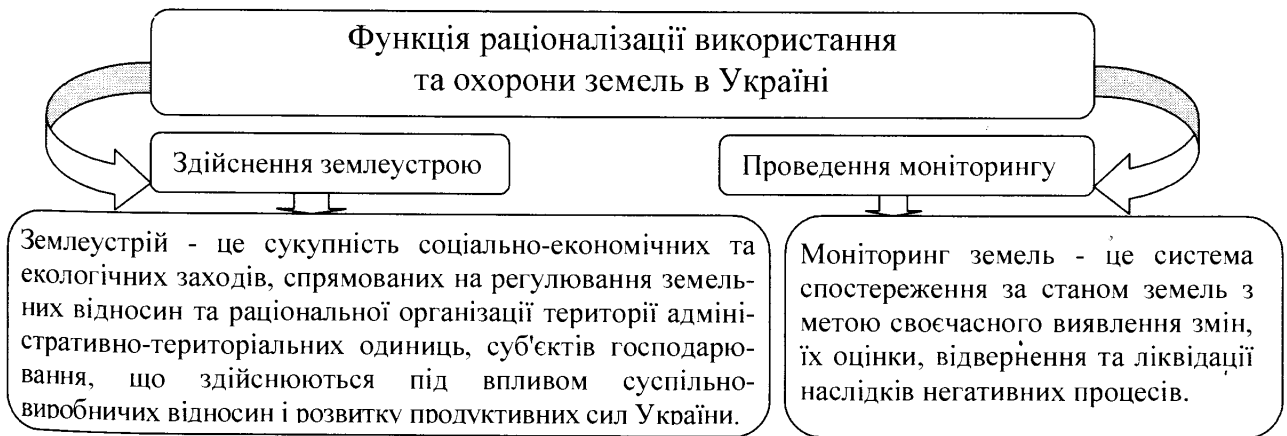 Функція раціоналізації використання
та охорони земель в Україні
Здійснення землеустрою
Проведення моніторингу
Землеустрій - це сукупність соціально-економічних та
екологічних заходів, спрямованих на регулювання земель-
них відносин та раціональної організації території адміні-
стративно-територіальних одиниць, суб'єктів господарю-
вання, що здійснюються під впливом суспільно-
виробничих відносин і розвитку продуктивних сил України.
Моніторинг земель - це система
спостереження за станом земель з
метою своєчасного виявлення змін,
їх оцінки, відвернення та ліквідації
наслідків негативних процесів.